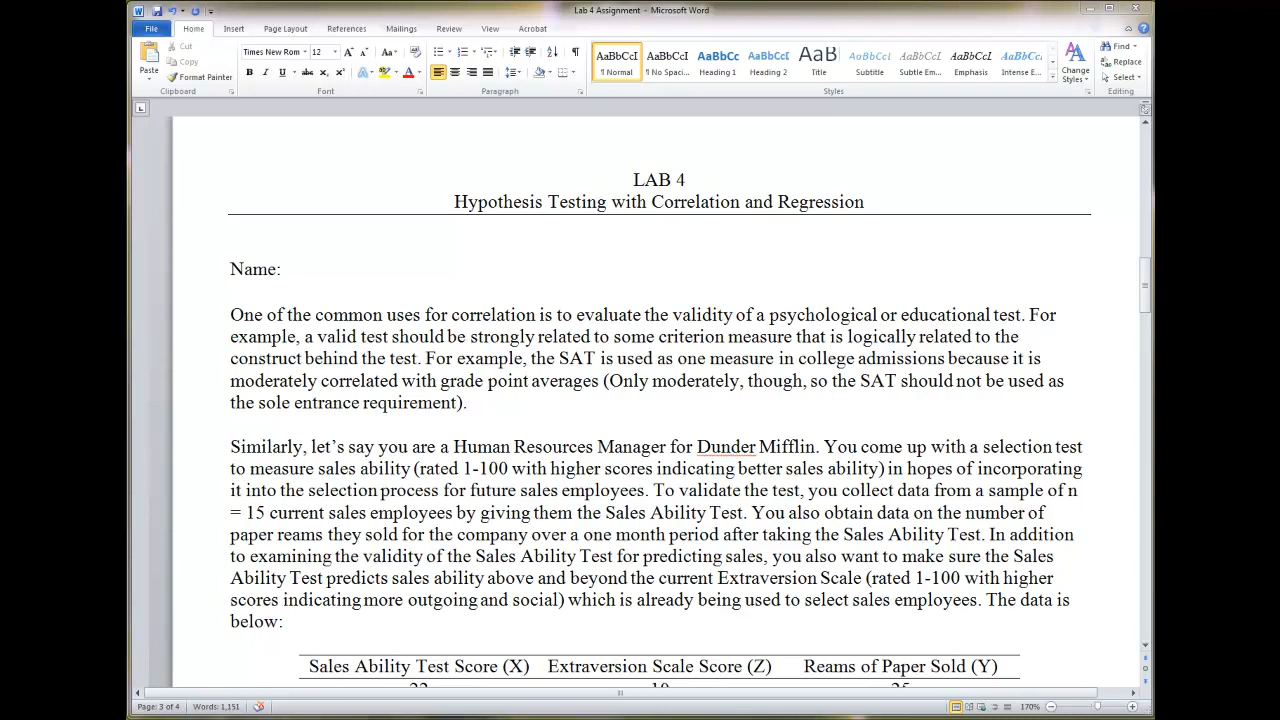 Lab 4 Assignment - Microsoft Word
File Home Insert Page Layout References Mailings Review View Acrobat
Cut
Copy
Format Painter
Paste
Clipboard
Times New Rom 12
Font
Paragraph
AaBbCcI AaBbCcI AaBbCc AaBbCcI AaB AaBbCcI AaBbCcI AaBbCcI AaBbCcI
¶ Normal ¶ No Spaci... Heading 1 Heading 2 Title Subtitle Subtle Em... Emphasis Intense E...
Change Styles
Styles
Find
Replace
Select
Editing
LAB 4
Hypothesis Testing with Correlation and Regression
Name:
One of the common uses for correlation is to evaluate the validity of a psychological or educational test. For
example, a valid test should be strongly related to some criterion measure that is logically related to the
construct behind the test. For example, the SAT is used as one measure in college admissions because it is
moderately correlated with grade point averages (Only moderately, though, so the SAT should not be used as
the sole entrance requirement).
Similarly, let’s say you are a Human Resources Manager for Dunder Mifflin. You come up with a selection test
to measure sales ability (rated 1-100 with higher scores indicating better sales ability) in hopes of incorporating
it into the selection process for future sales employees. To validate the test, you collect data from a sample of n
= 15 current sales employees by giving them the Sales Ability Test. You also obtain data on the number of
paper reams they sold for the company over a one month period after taking the Sales Ability Test. In addition
to examining the validity of the Sales Ability Test for predicting sales, you also want to make sure the Sales
Ability Test predicts sales ability above and beyond the current Extraversion Scale (rated 1-100 with higher
scores indicating more outgoing and social) which is already being used to select sales employees. The data is
below:
Sales Ability Test Score (X) Extraversion Scale Score (Z) Reams of Paper Sold (Y)
Page: 3 of 4 Words: 1,151 170%